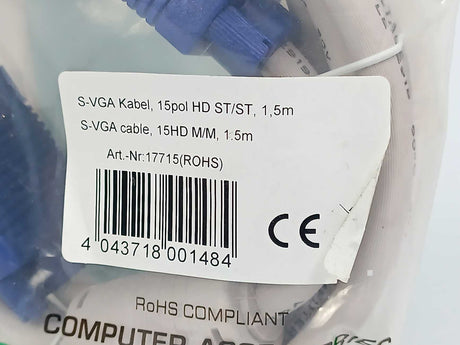 S-VGA Kabel, 15pol HD ST/ST, 1,5m
S-VGA cable, 15HD M/M, 1.5m
Art.-Nr:17715(ROHS)
4 043718 001484
CE
RoHS COMPLIANT
COMPUTER